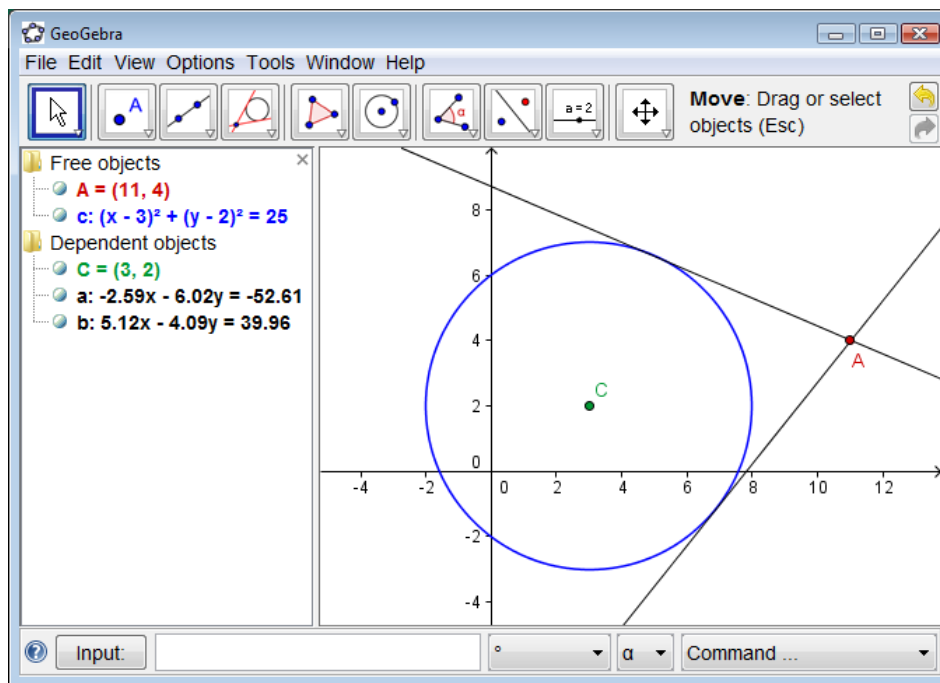 GeoGebra
File Edit View Options Tools Window Help
A
α
a = 2
Move: Drag or select
objects (Esc)
Free objects
A = (11, 4)
c: (x - 3)² + (y - 2)² = 25
Dependent objects
C = (3, 2)
a: -2.59x - 6.02y = -52.61
b: 5.12x - 4.09y = 39.96
8
6
4
A
C
2
0
-4 -2 0 2 4 6 8 10 12
-2
-4
Input:
°
α
Command ...